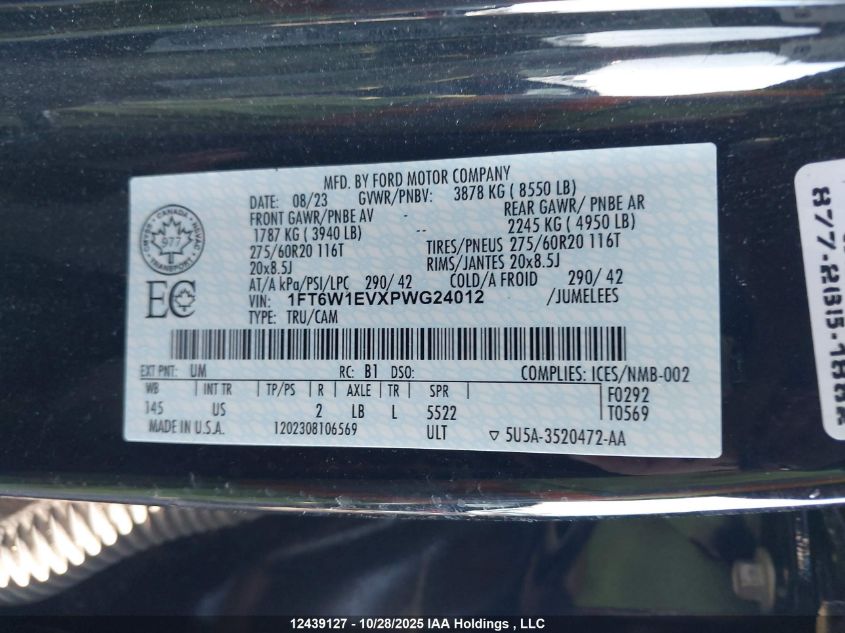 MFD. BY FORD MOTOR COMPANY
DATE: 08/23 GVWR/PNBV: 3878 KG ( 8550 LB)
FRONT GAWR/PNBE AV - REAR GAWR/ PNBE AR
1787 KG ( 3940 LB) -- 2245 KG ( 4950 LB)
275/60R20 116T TIRES/PNEUS 275/60R20 116T
20x8.5J RIMS/JANTES 20x8.5J
AT/A kPa/PSI/LPC 290/ 42 COLD/A FROID 290/ 42
VIN: 1FT6W1EVXPWG24012 /JUMELEES
TYPE: TRU/CAM
CANADA
977
TRANSPORT
EC
EXT PNT: UM RC: B1 DSO: COMPLIES: ICES/NMB-002
WB INT TR TP/PS R AXLE TR SPR F0292
145 US 2 LB L 5522 T0569
MADE IN U.S.A. 1202308106569 ULT ▽ 5U5A-3520472-AA
12439127 - 10/28/2025 IAA Holdings , LLC